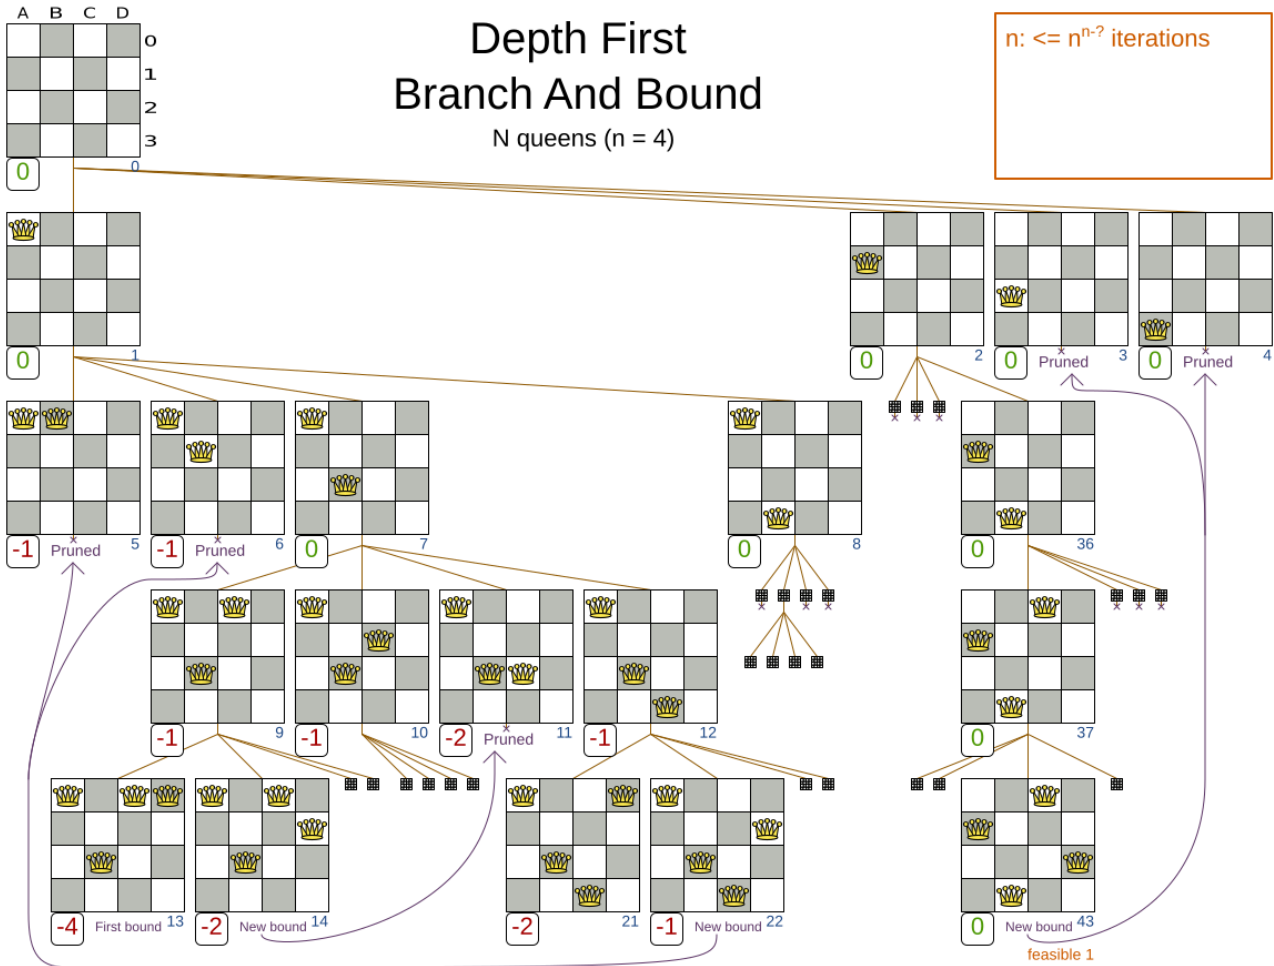 A B C D
Depth First
Branch And Bound
N queens (n = 4)
n: <= n^{n-?} iterations
0
1
2
3
0 0
0 1
0 2
0 Pruned 3
0 Pruned 4
-1 Pruned 5
-1 Pruned 6
0 7
0 8
0 36
-1 9
-1 10
-2 Pruned 11
-1 12
0 37
-4 First bound 13
-2 New bound 14
-2 21
-1 New bound 22
0 New bound 43
feasible 1